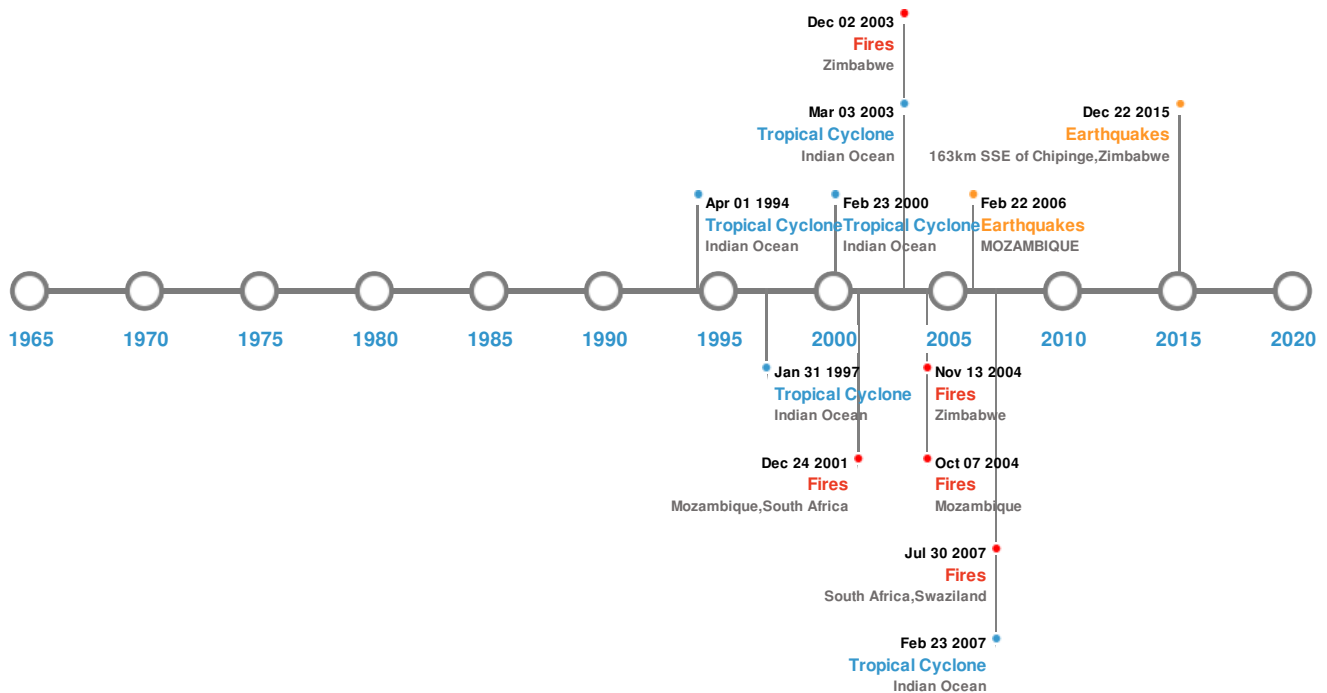 Dec 02 2003
Fires
Zimbabwe
Mar 03 2003
Tropical Cyclone
Indian Ocean
Dec 22 2015
Earthquakes
163km SSE of Chipinge,Zimbabwe
Apr 01 1994
Tropical Cyclone
Indian Ocean
Feb 23 2000
Tropical Cyclone
Indian Ocean
Feb 22 2006
Earthquakes
MOZAMBIQUE
1965 1970 1975 1980 1985 1990 1995 2000 2005 2010 2015 2020
Jan 31 1997
Tropical Cyclone
Indian Ocean
Nov 13 2004
Fires
Zimbabwe
Dec 24 2001
Fires
Mozambique,South Africa
Oct 07 2004
Fires
Mozambique
Jul 30 2007
Fires
South Africa,Swaziland
Feb 23 2007
Tropical Cyclone
Indian Ocean